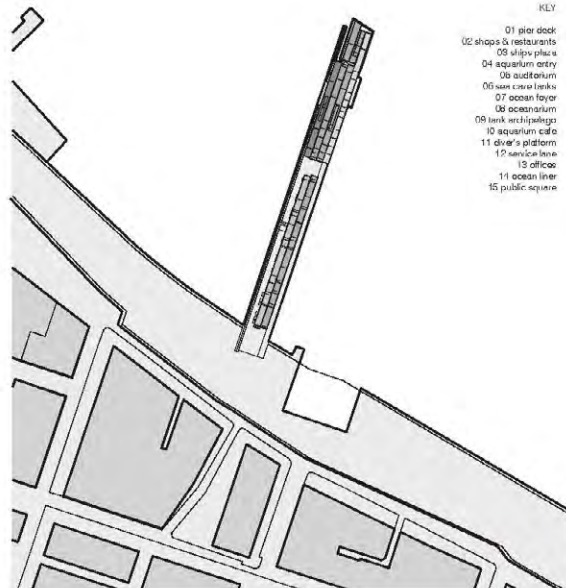 KEY
01 pier deck
02 shops & restaurants
03 ships plaza
04 aquarium entry
05 auditorium
06 sea care tanks
07 ocean foyer
08 oceanarium
09 tank archipelago
10 aquarium cafe
11 diver's platform
12 service lane
13 offices
14 ocean liner
15 public square